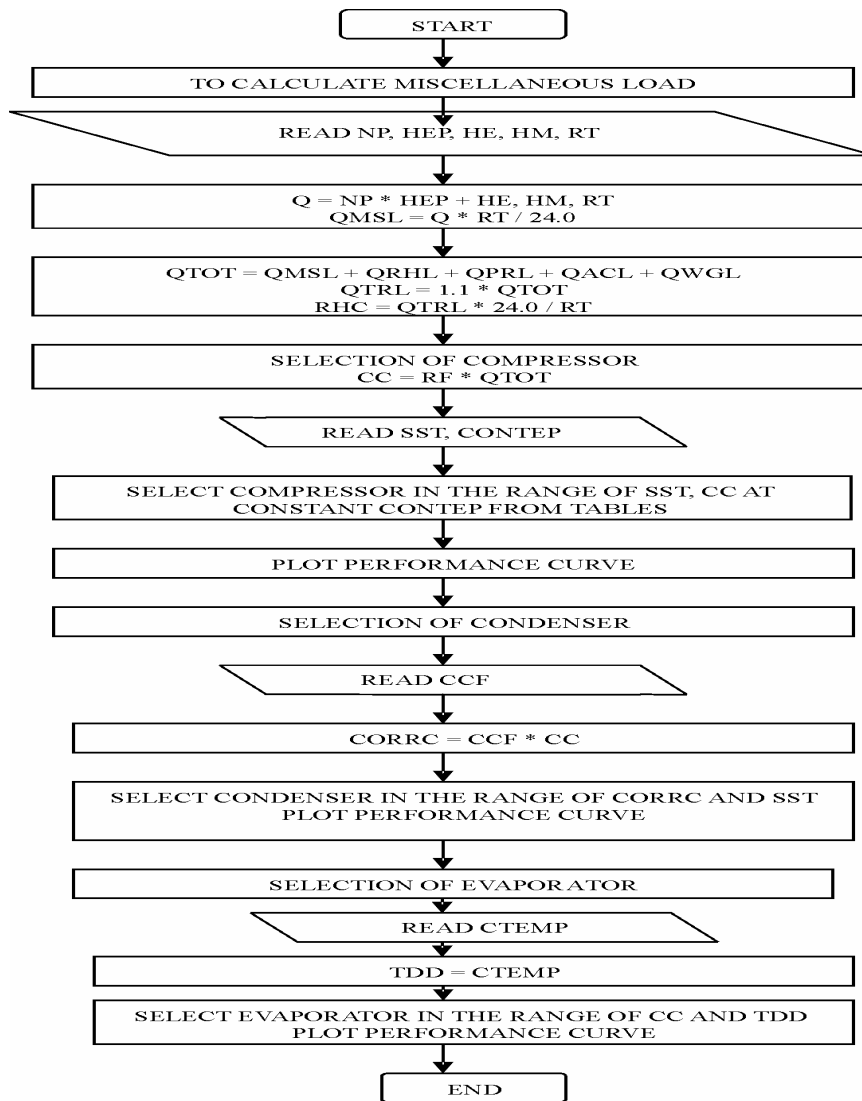 START
TO CALCULATE MISCELLANEOUS LOAD
READ NP, HEP, HE, HM, RT
Q = NP * HEP + HE, HM, RT
QMSL = Q * RT / 24.0
QTOT = QMSL + QRHL + QPRL + QACL + QWGL
QTRL = 1.1 * QTOT
RHC = QTRL * 24.0 / RT
SELECTION OF COMPRESSOR
CC = RF * QTOT
READ SST, CONTEP
SELECT COMPRESSOR IN THE RANGE OF SST, CC AT
CONSTANT CONTEP FROM TABLES
PLOT PERFORMANCE CURVE
SELECTION OF CONDENSER
READ CCF
CORRC = CCF * CC
SELECT CONDENSER IN THE RANGE OF CORRC AND SST
PLOT PERFORMANCE CURVE
SELECTION OF EVAPORATOR
READ CTEMP
TDD = CTEMP
SELECT EVAPORATOR IN THE RANGE OF CC AND TDD
PLOT PERFORMANCE CURVE
END